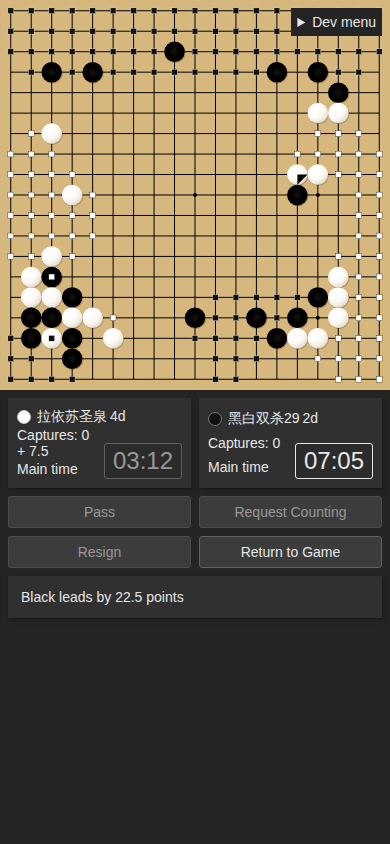 ▶ Dev menu
拉依苏圣泉 4d
Captures: 0
+ 7.5
Main time
03:12
黑白双杀29 2d
Captures: 0
Main time
07:05
Pass
Request Counting
Resign
Return to Game
Black leads by 22.5 points